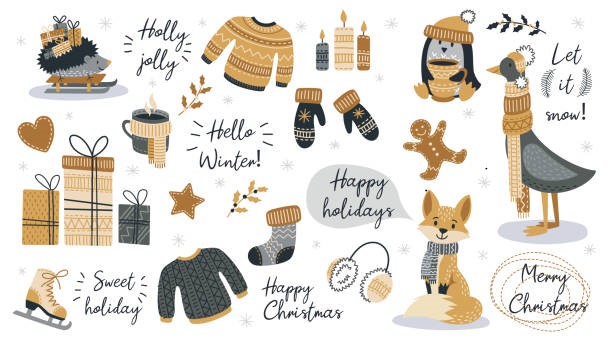 Holly
jolly
Let
it
snow!
Hello
Winter!
Happy
holidays
Sweet
holiday
Happy
Christmas
Merry
Christmas